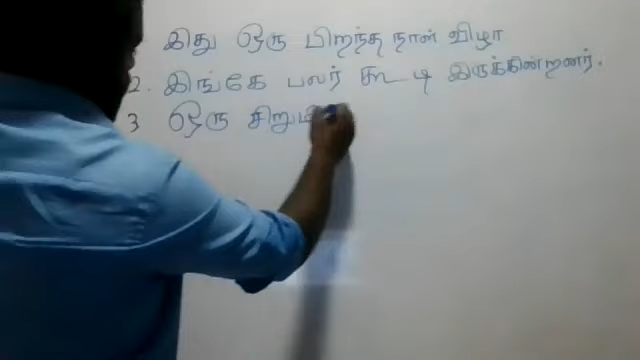 இது ஒரு பிறந்த நாள் விழா
2. இங்கே பலர் கூடி இருக்கின்றனர்.
3 ஒரு சிறுமி